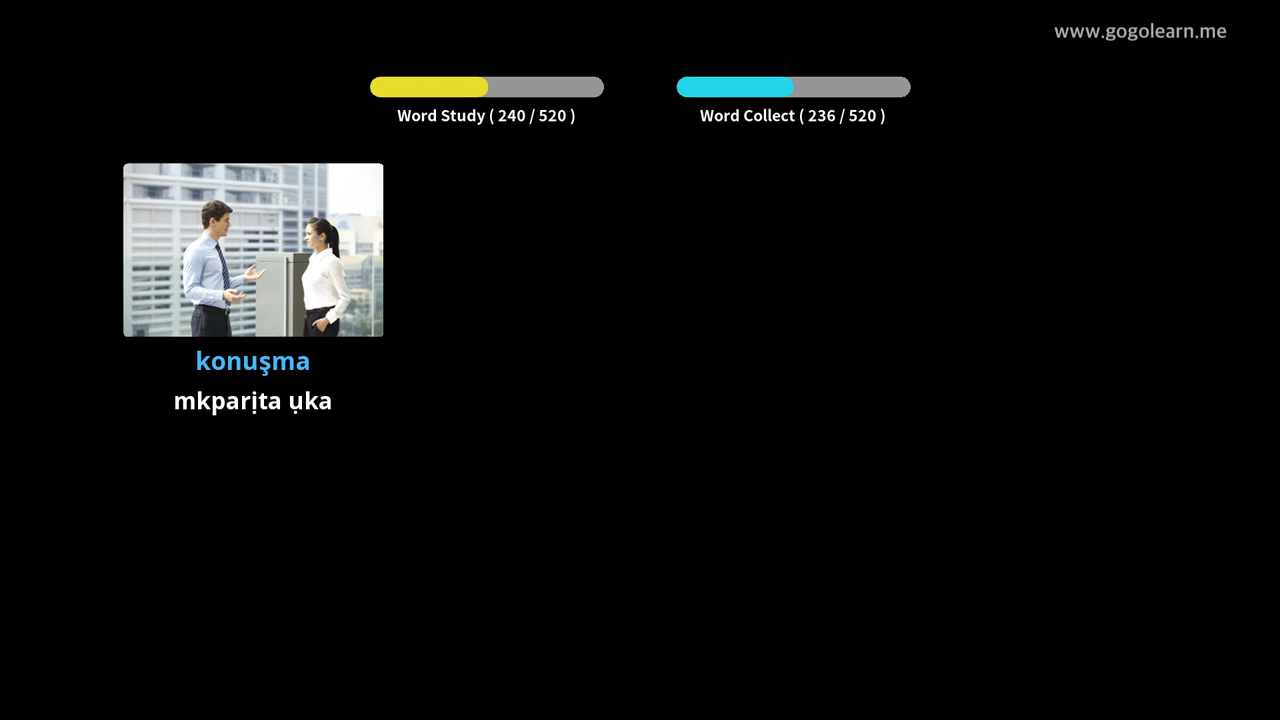 www.gogolearn.me
Word Study ( 240 / 520 )
Word Collect ( 236 / 520 )
konuşma
mkparịta ụka